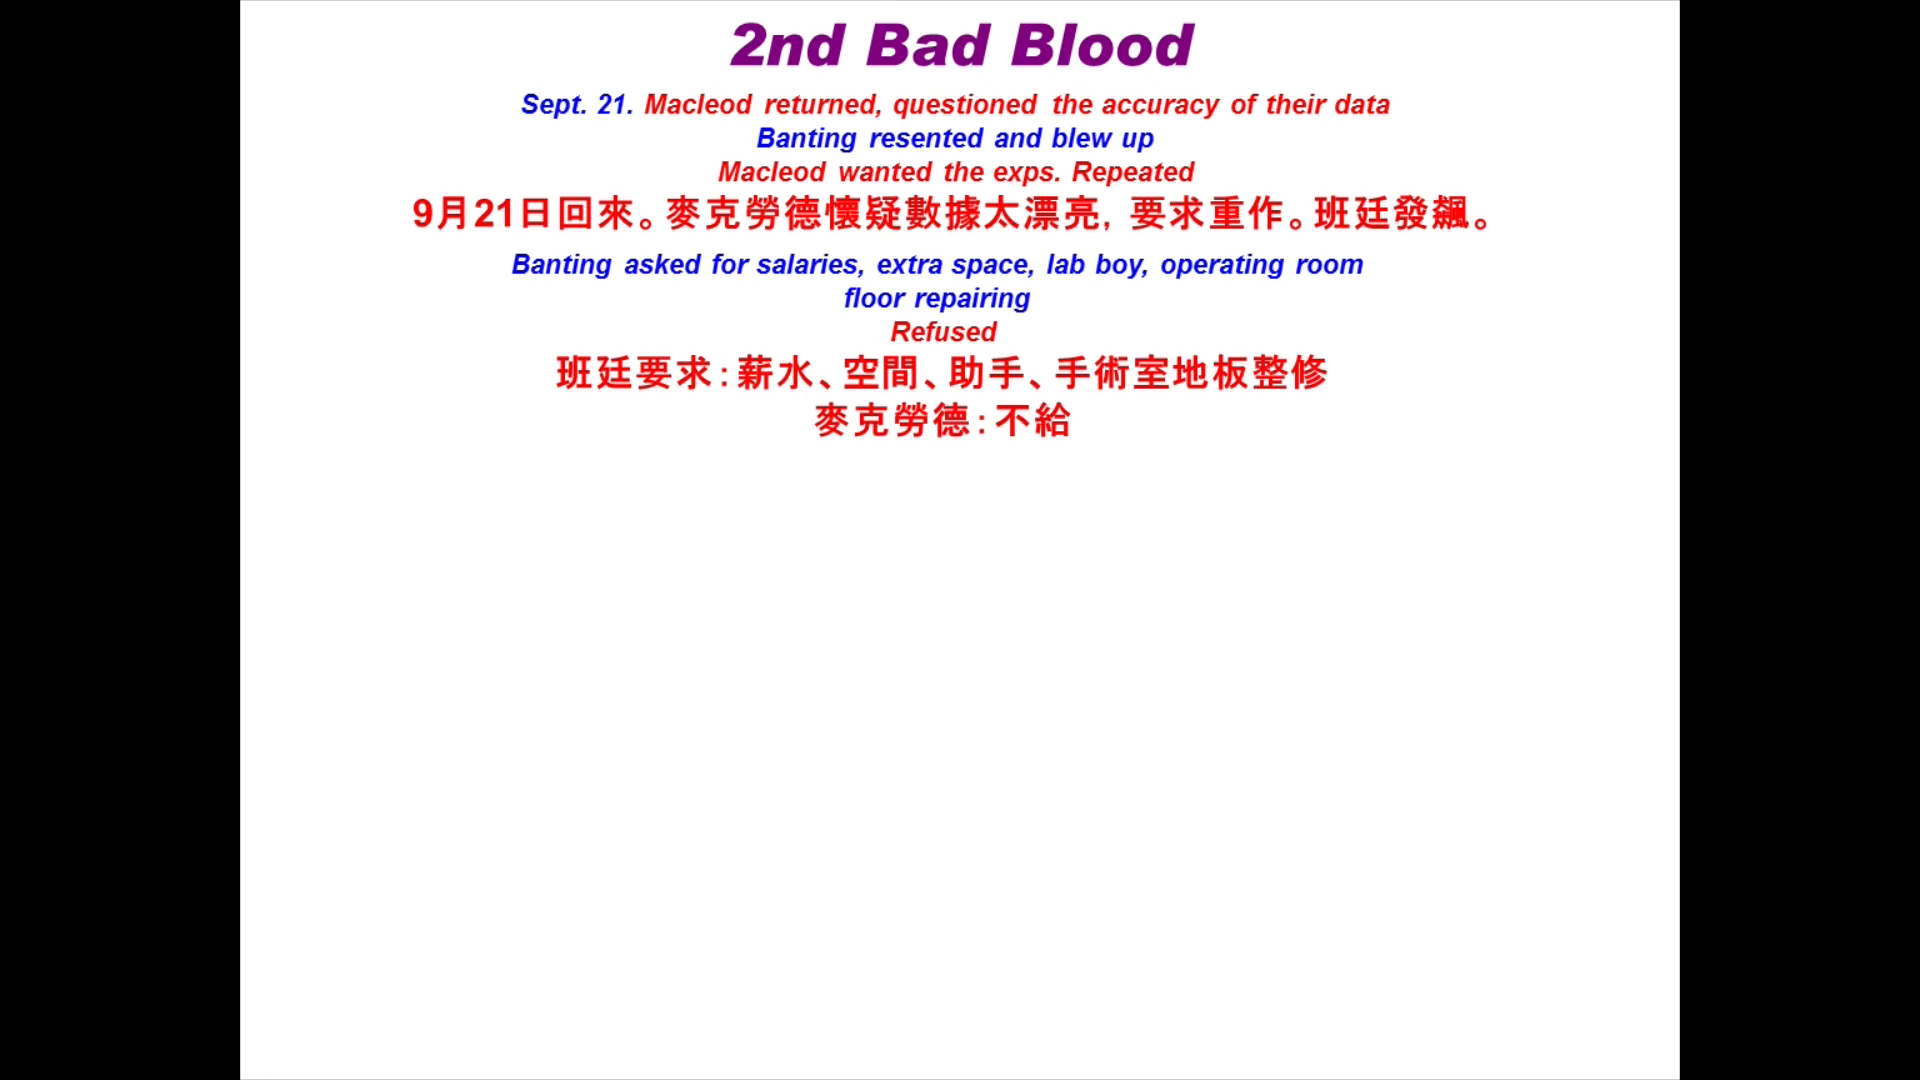 2nd Bad Blood
Sept. 21. Macleod returned, questioned the accuracy of their data
Banting resented and blew up
Macleod wanted the exps. Repeated
9月21日回來。麥克勞德懷疑數據太漂亮，要求重作。班廷發飆。
Banting asked for salaries, extra space, lab boy, operating room
floor repairing
Refused
班廷要求：薪水、空間、助手、手術室地板整修
麥克勞德：不給